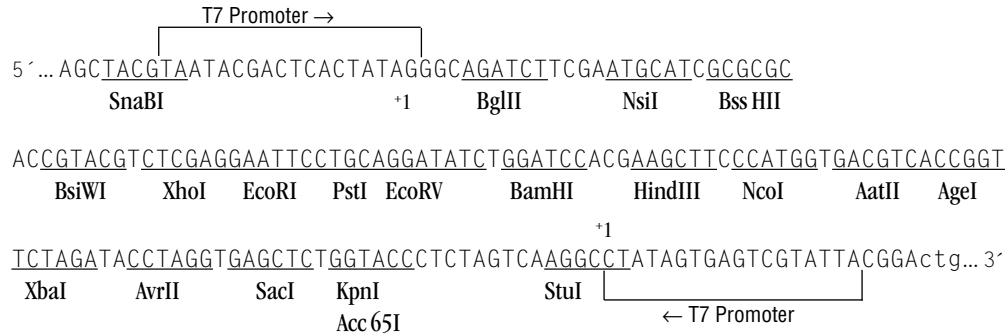 T7 Promoter →
5´... AGCTACGTAATACGACTCACTATAGGGCAGATCTTCGAATGCATCGCGCGC
SnaBI +1 BglII NsiI Bss HII
ACCGTACGTCTCGAGGAATTCCTGCAGGATATCTGGATCCACGAAGCTTCCCATGGTGACGTCACCGGT
BsiWI XhoI EcoRI PstI EcoRV BamHI HindIII NcoI AatII AgeI
+1
TCTAGATACCTAGGTGAGCTCTGGTACCCTCTAGTCAAGGCCTATAGTGAGTCGTATTACGGActg... 3´
XbaI AvrII SacI KpnI StuI
← T7 Promoter
Acc 65I